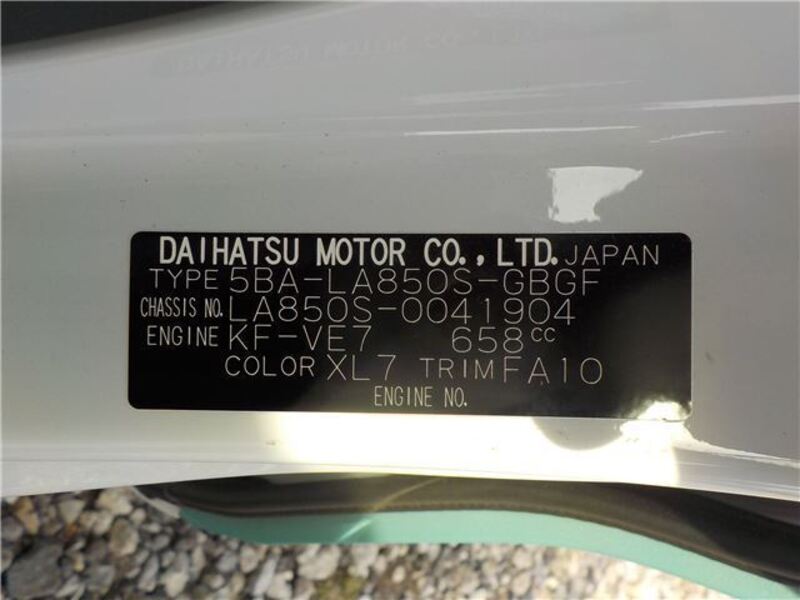 DAIHATSU MOTOR CO., LTD. JAPAN
TYPE 5BA-LA850S-GBGF
CHASSIS NO. LA850S-0041904
ENGINE KF-VE7 658cc
COLOR XL7 TRIM FA10
ENGINE NO.